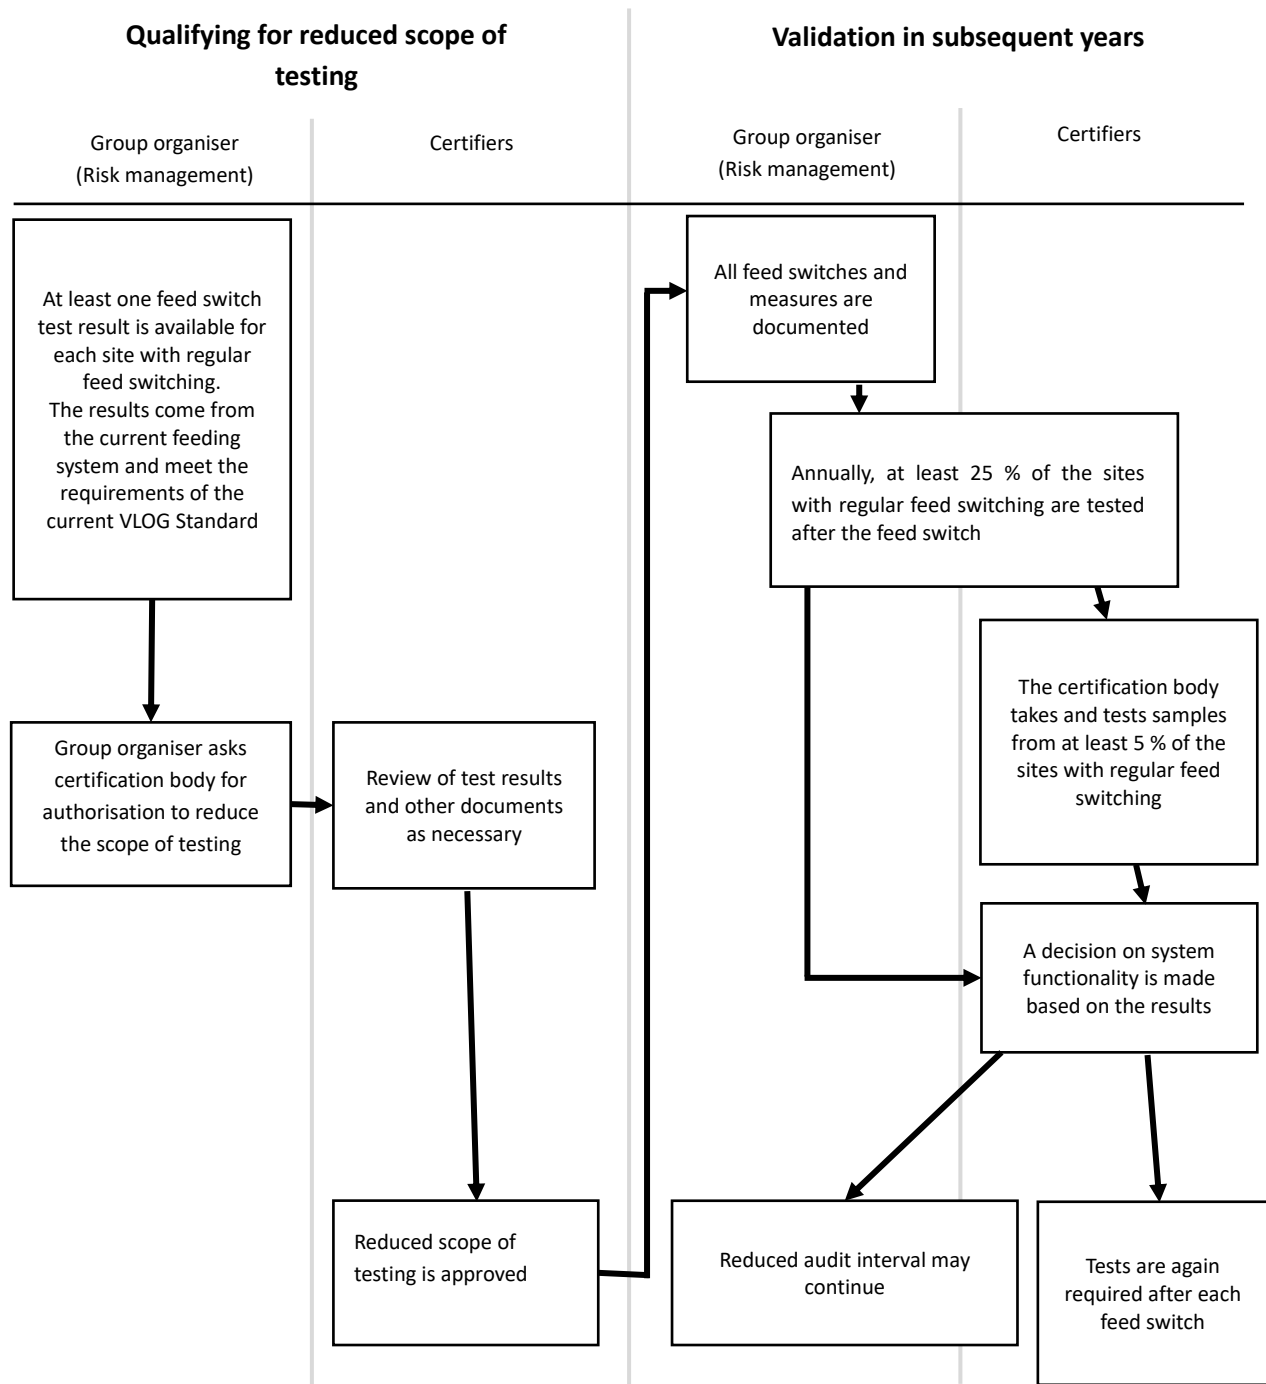 Qualifying for reduced scope of
testing
Validation in subsequent years
Group organiser
(Risk management)
Certifiers
Group organiser
(Risk management)
Certifiers
At least one feed switch
test result is available for
each site with regular
feed switching.
The results come from
the current feeding
system and meet the
requirements of the
current VLOG Standard
Group organiser asks
certification body for
authorisation to reduce
the scope of testing
Review of test results
and other documents
as necessary
Reduced scope of
testing is approved
All feed switches and
measures are
documented
Annually, at least 25 % of the sites
with regular feed switching are tested
after the feed switch
The certification body
takes and tests samples
from at least 5 % of the
sites with regular feed
switching
A decision on system
functionality is made
based on the results
Reduced audit interval may
continue
Tests are again
required after each
feed switch